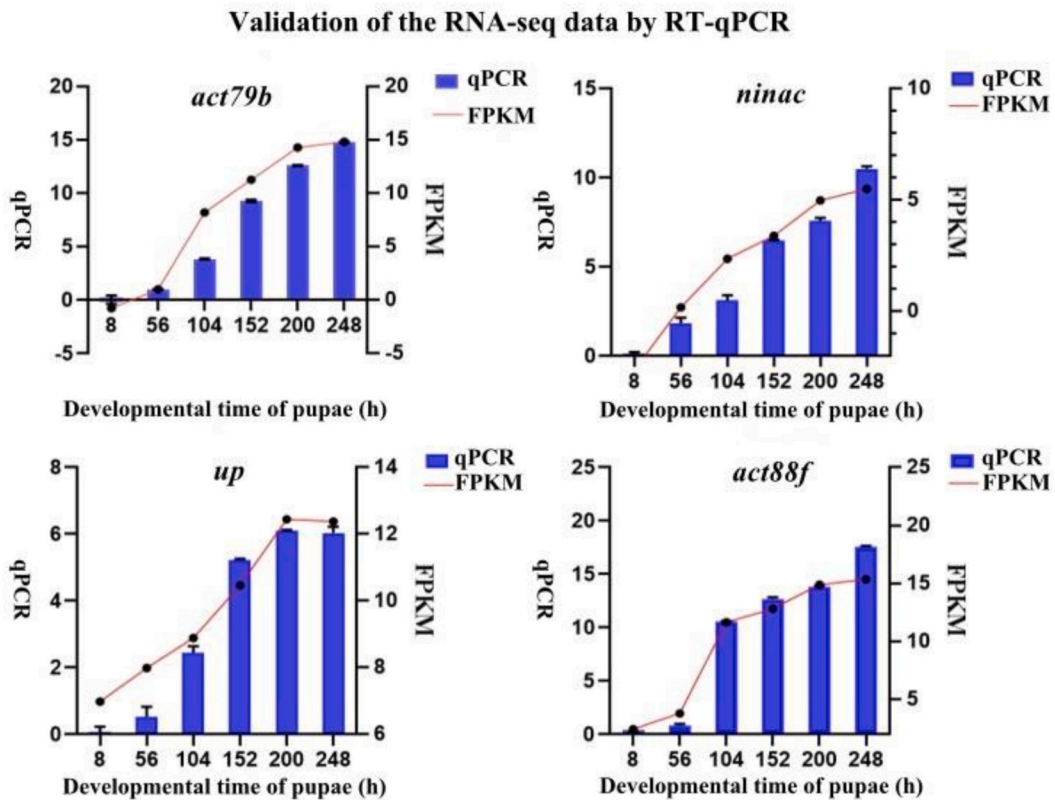 Validation of the RNA-seq data by RT-qPCR
act79b
qPCR
FPKM
20
15
10
5
0
-5
qPCR
20
15
10
5
0
-5
FPKM
8 56 104 152 200 248
Developmental time of pupae (h)
ninac
qPCR
FPKM
15
10
5
0
qPCR
10
5
0
FPKM
8 56 104 152 200 248
Developmental time of pupae (h)
up
qPCR
FPKM
8
6
4
2
0
qPCR
14
12
10
8
6
FPKM
8 56 104 152 200 248
Developmental time of pupae (h)
act88f
qPCR
FPKM
25
20
15
10
5
0
qPCR
25
20
15
10
5
FPKM
8 56 104 152 200 248
Developmental time of pupae (h)